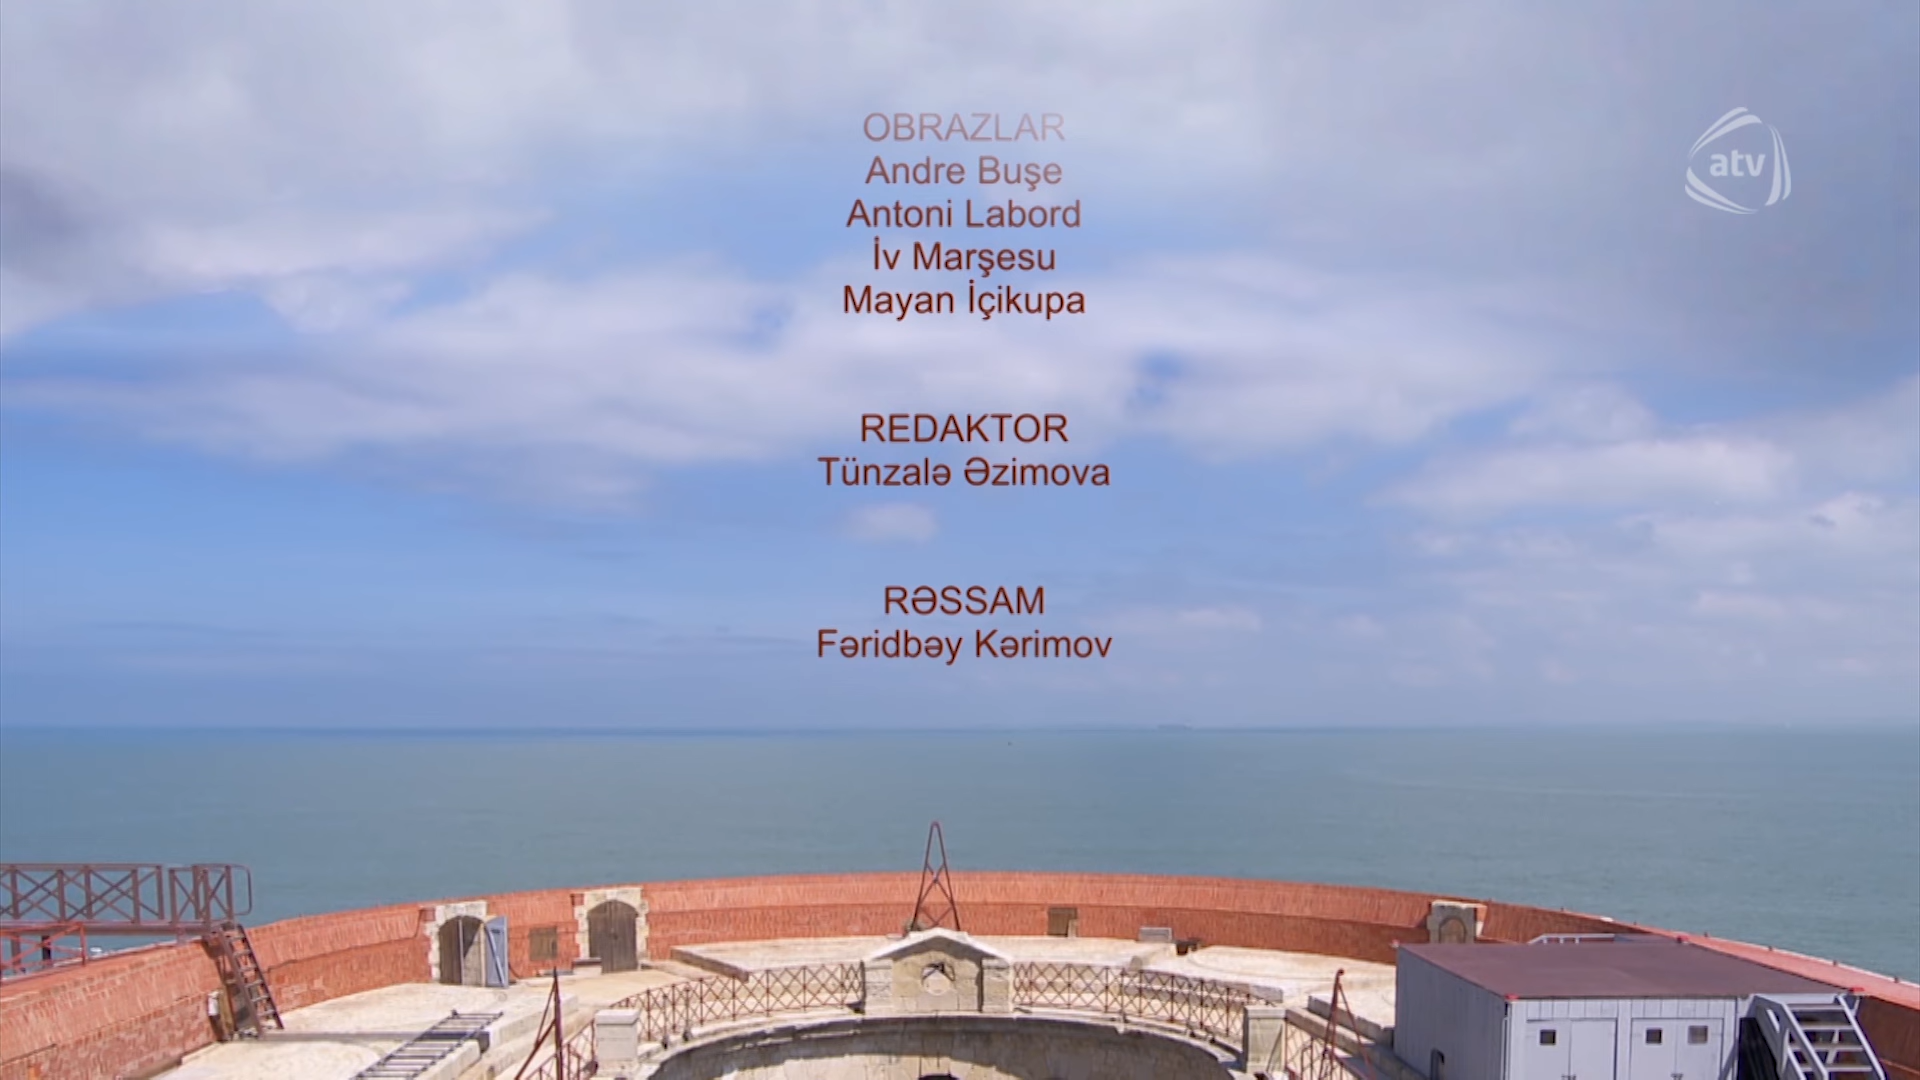 OBRAZLAR
Andre Buşe
Antoni Labord
İv Marşesu
Mayan İçikupa
REDAKTOR
Tünzalə Əzimova
RƏSSAM
Fəridbəy Kərimov
atv